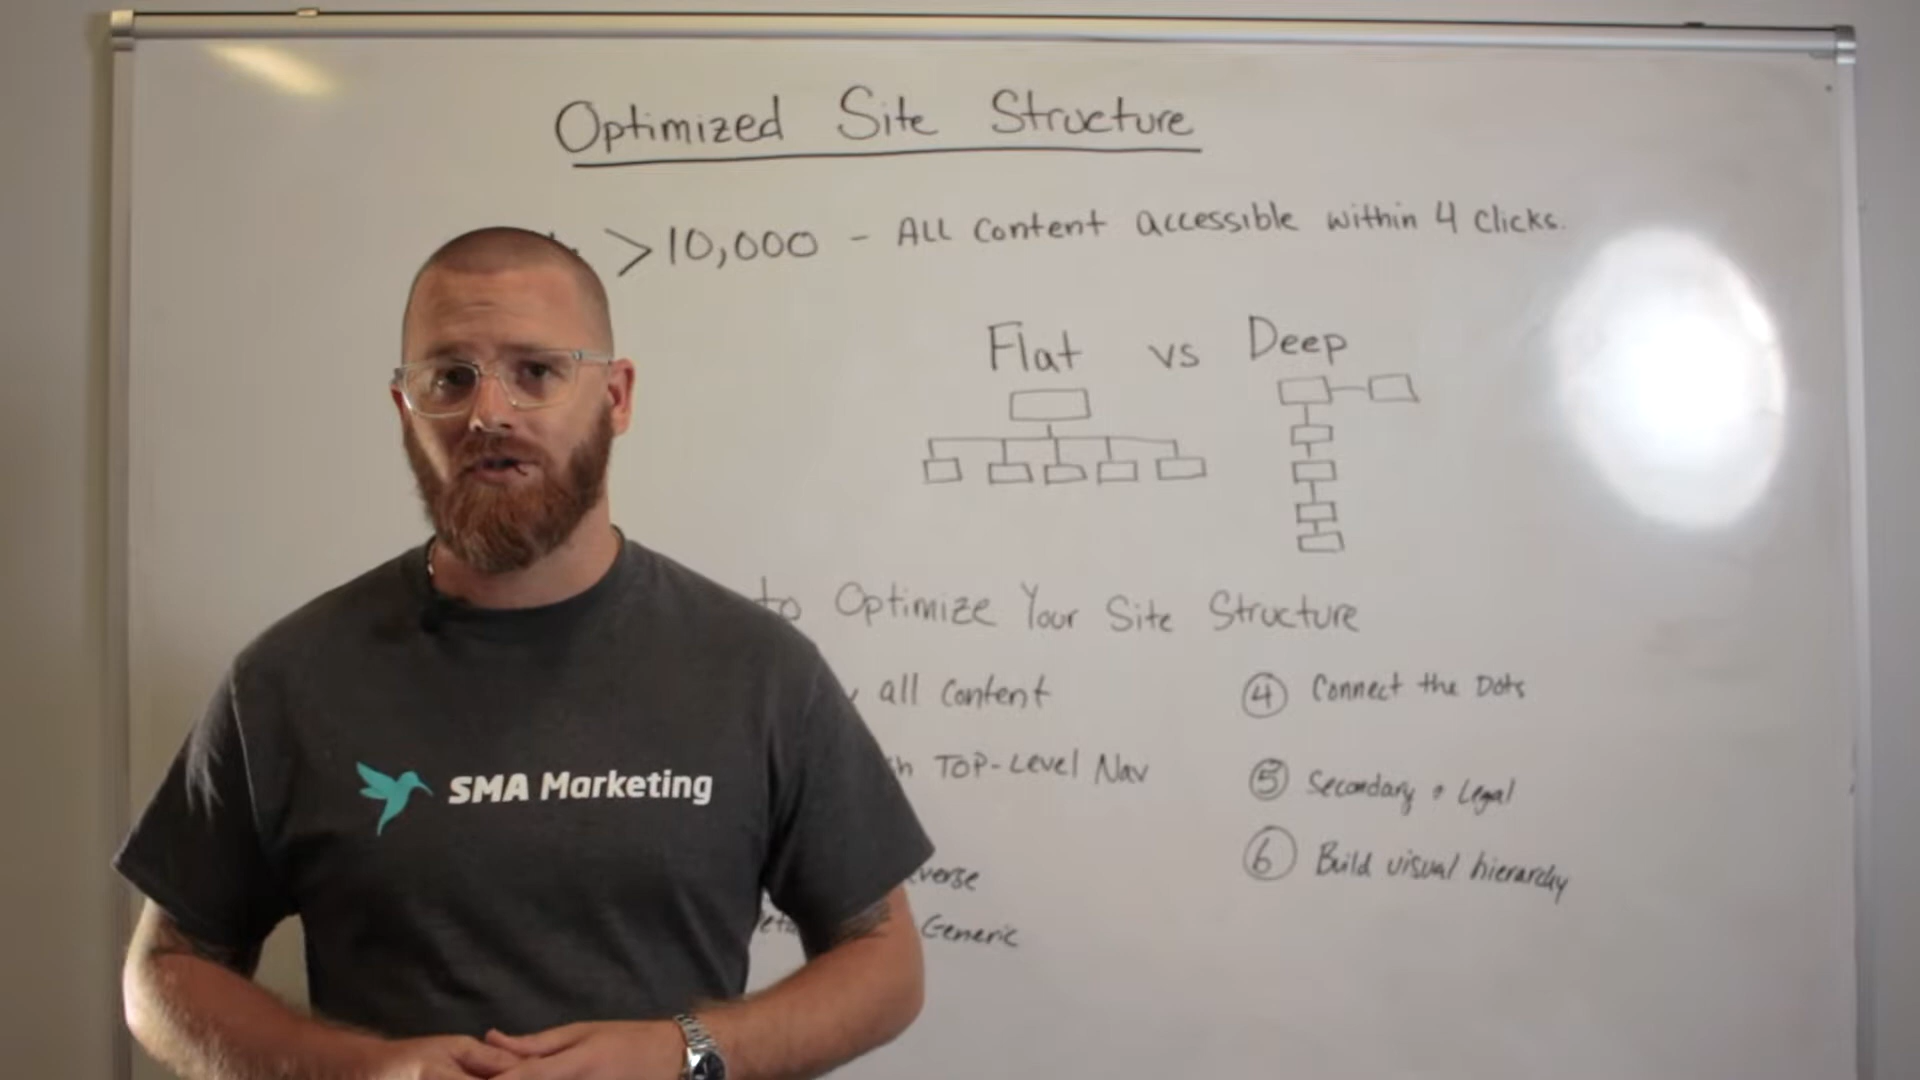 Optimized Site Structure
>10,000 - ALL Content accessible within 4 clicks.
Flat vs Deep
to Optimize Your Site Structure
all Content
TOP-Level Nav
Generic
④ Connect the Dots
⑤ Secondary + Legal
⑥ Build visual hierarchy
SMA Marketing